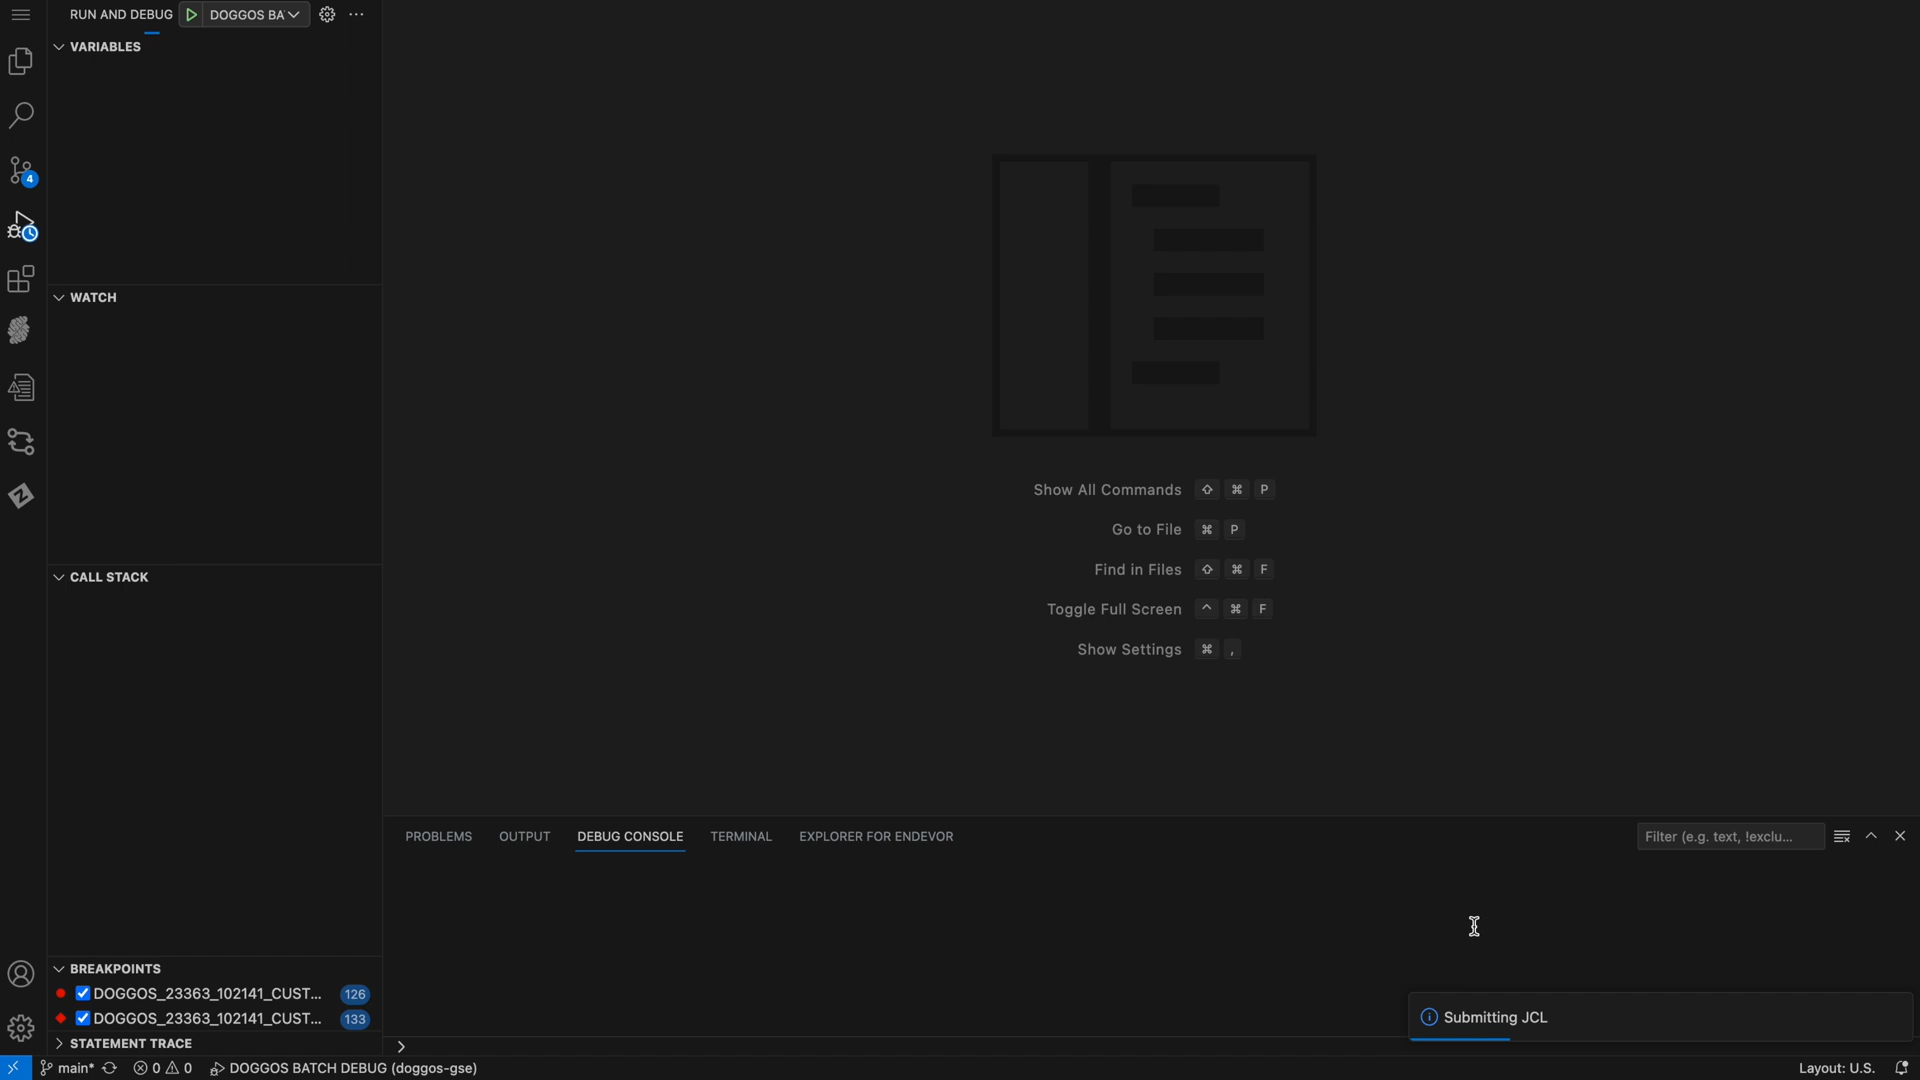 RUN AND DEBUG DOGGOS BA
VARIABLES
4
WATCH
CALL STACK
Show All Commands ⇧ ⌘ P
Go to File ⌘ P
Find in Files ⇧ ⌘ F
Toggle Full Screen ^ ⌘ F
Show Settings ⌘ ,
PROBLEMS OUTPUT DEBUG CONSOLE TERMINAL EXPLORER FOR ENDEVOR Filter (e.g. text, !exclu...
BREAKPOINTS
DOGGOS_23363_102141_CUST... 126
DOGGOS_23363_102141_CUST... 133
Submitting JCL
STATEMENT TRACE
main* 0 0 DOGGOS BATCH DEBUG (doggos-gse) Layout: U.S.